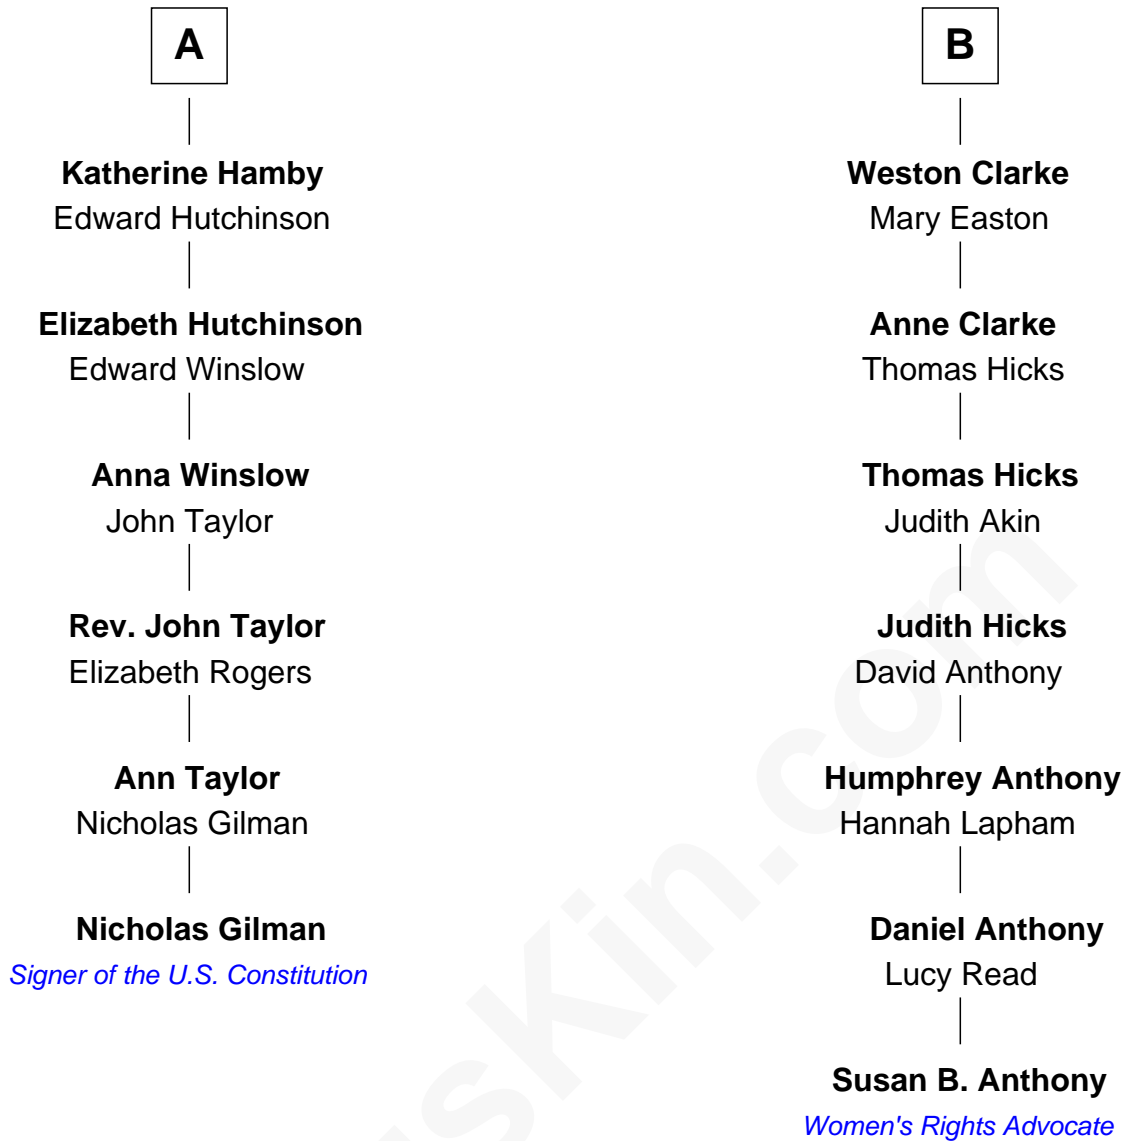 A
Katherine Hamby
Edward Hutchinson
Elizabeth Hutchinson
Edward Winslow
Anna Winslow
John Taylor
Rev. John Taylor
Elizabeth Rogers
Ann Taylor
Nicholas Gilman
Nicholas Gilman
Signer of the U.S. Constitution
B
Weston Clarke
Mary Easton
Anne Clarke
Thomas Hicks
Thomas Hicks
Judith Akin
Judith Hicks
David Anthony
Humphrey Anthony
Hannah Lapham
Daniel Anthony
Lucy Read
Susan B. Anthony
Women's Rights Advocate